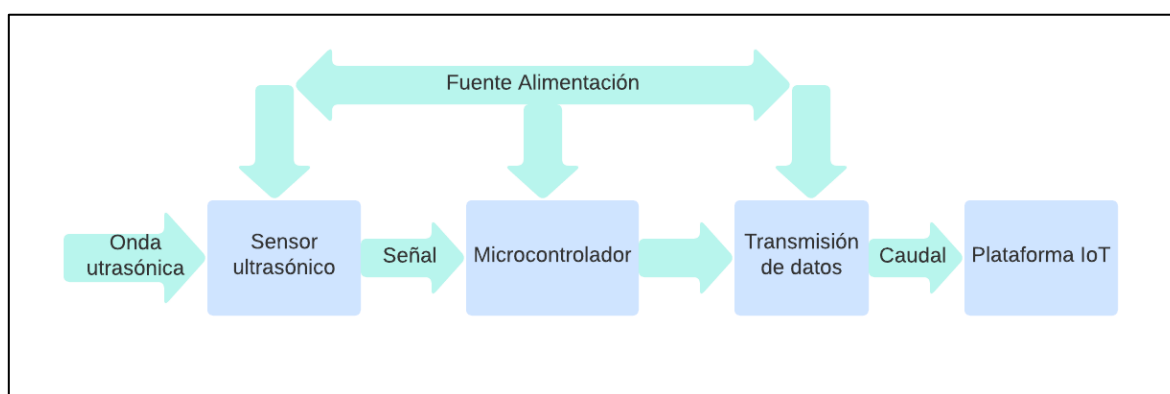 Fuente Alimentación
Onda
utrasónica
Sensor
ultrasónico
Señal
Microcontrolador
Transmisión
de datos
Caudal
Plataforma IoT